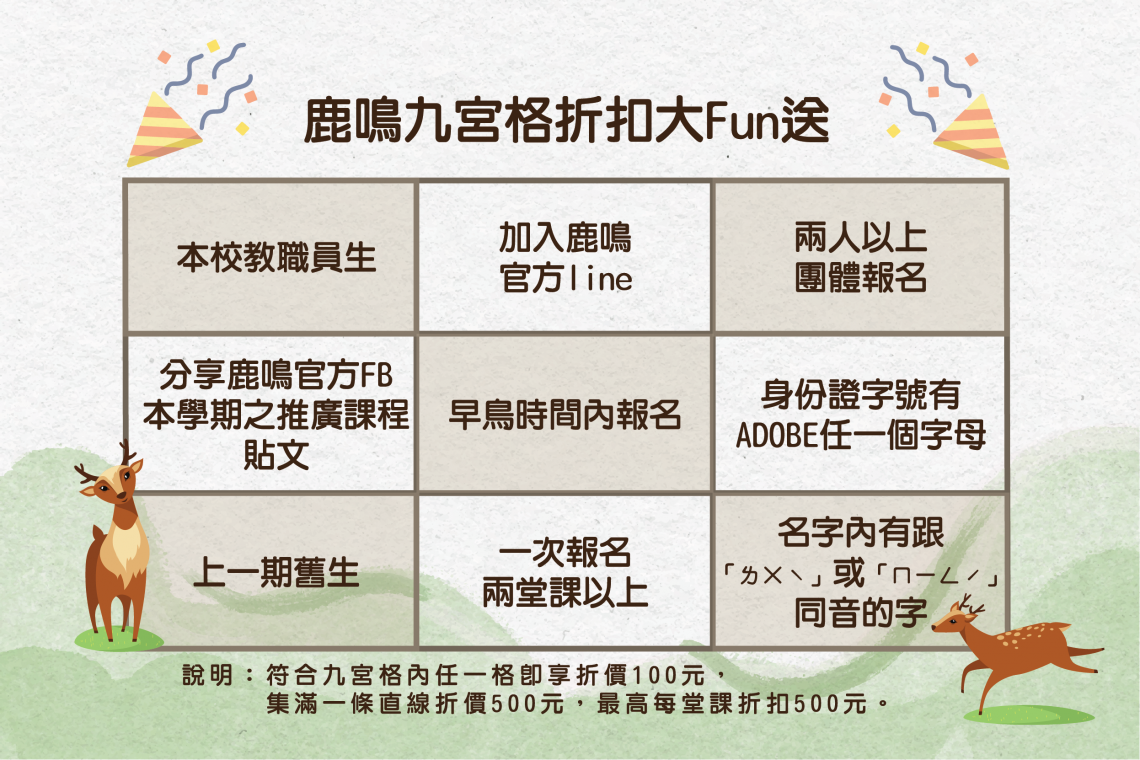 鹿鳴九宮格折扣大Fun送
本校教職員生
加入鹿鳴
官方line
兩人以上
團體報名
分享鹿鳴官方FB
本學期之推廣課程
貼文
早鳥時間內報名
身份證字號有
ADOBE任一個字母
上一期舊生
一次報名
兩堂課以上
名字內有跟
「ㄌㄨˋ」或「ㄇㄧㄥˊ」
同音的字
說明：符合九宮格內任一格即享折價100元，
集滿一條直線折價500元，最高每堂課折扣500元。